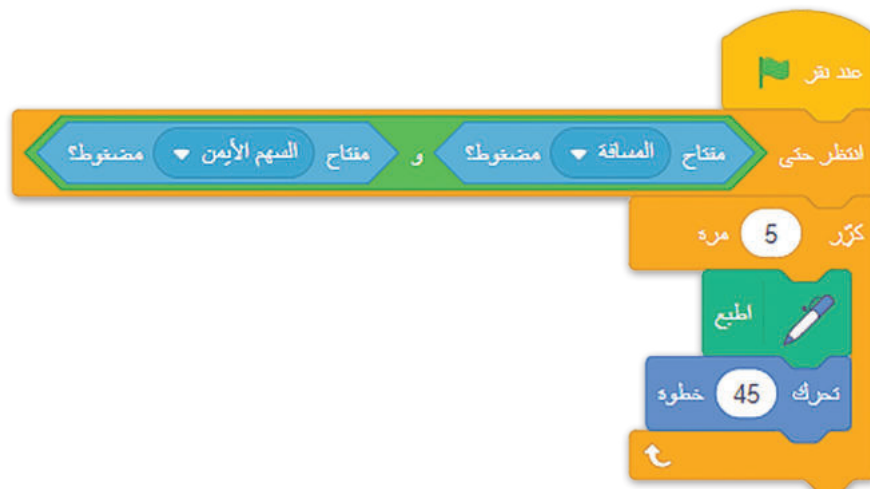 عند نقر
انتظر حتى مفتاح المسافة مضغوط؟ و مفتاح السهم الأيمن مضغوط؟
كرّر 5 مرة
اطبع
تحرك 45 خطوة